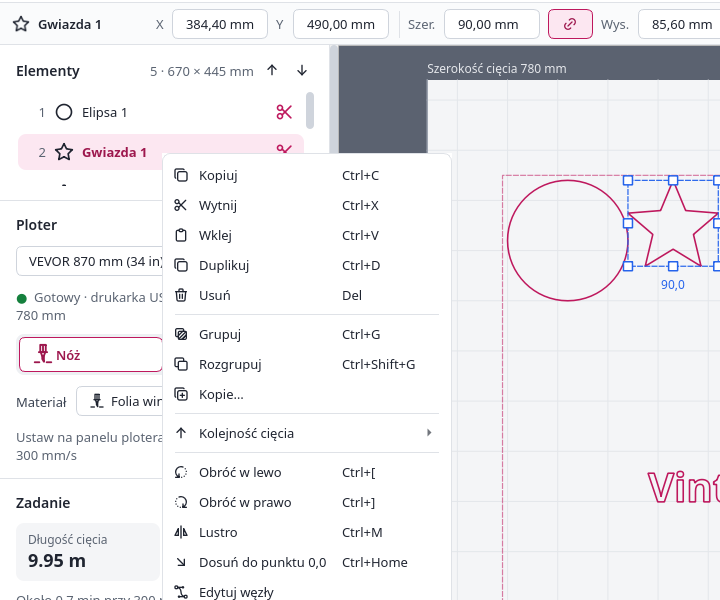 Gwiazda 1 X 384,40 mm Y 490,00 mm Szer. 90,00 mm Wys. 85,60 mm
Elementy 5 · 670 × 445 mm
1 Elipsa 1
2 Gwiazda 1
Szerokość cięcia 780 mm
90,0
Vint
Ploter
VEVOR 870 mm (34 in)
Gotowy · drukarka US
780 mm
Nóż
Materiał Folia win
Ustaw na panelu plotera
300 mm/s
Zadanie
Długość cięcia
9.95 m
Kopiuj Ctrl+C
Wytnij Ctrl+X
Wklej Ctrl+V
Duplikuj Ctrl+D
Usuń Del
Grupuj Ctrl+G
Rozgrupuj Ctrl+Shift+G
Kopie...
Kolejność cięcia
Obróć w lewo Ctrl+[
Obróć w prawo Ctrl+]
Lustro Ctrl+M
Dosuń do punktu 0,0 Ctrl+Home
Edytuj węzły